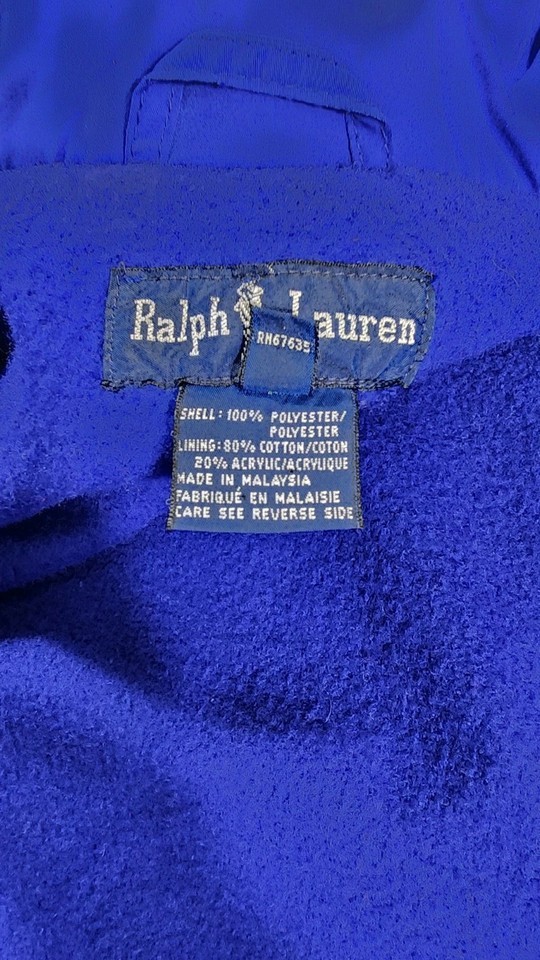 Ralph Lauren
RN67635
SHELL: 100% POLYESTER/
POLYESTER
LINING: 80% COTTON/COTON
20% ACRYLIC/ACRYLIQUE
MADE IN MALAYSIA
FABRIQUÉ EN MALAISIE
CARE SEE REVERSE SIDE